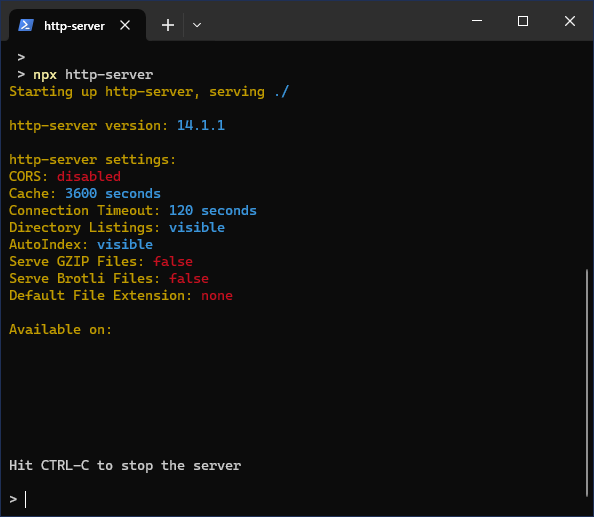 http-server
>
> npx http-server
Starting up http-server, serving ./
http-server version: 14.1.1
http-server settings:
CORS: disabled
Cache: 3600 seconds
Connection Timeout: 120 seconds
Directory Listings: visible
AutoIndex: visible
Serve GZIP Files: false
Serve Brotli Files: false
Default File Extension: none
Available on:
Hit CTRL-C to stop the server
>